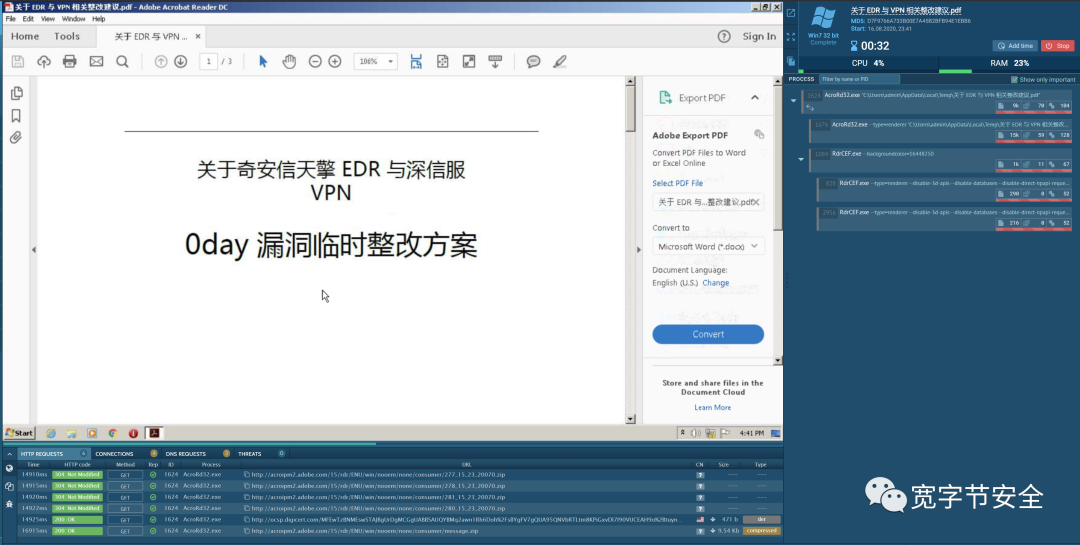 关于 EDR 与 VPN 相关整改建议.pdf - Adobe Acrobat Reader DC
File Edit View Window Help
Home Tools 关于 EDR 与 VPN ... × Sign In
1 / 3 106%
关于奇安信天擎 EDR 与深信服
VPN
0day 漏洞临时整改方案
Export PDF
Adobe Export PDF
Convert PDF Files to Word
or Excel Online
Select PDF File
关于 EDR 与...整改建议.pdf
Convert to
Microsoft Word (*.docx)
Document Language:
English (U.S.) Change
Convert
Store and share files in the
Document Cloud
Learn More
Start 4:41 PM
Win7 32 bit
Complete
关于 EDR 与 VPN 相关整改建议.pdf
Start: 16.08.2020, 23:41
00:32
Add time Stop
CPU 4% RAM 23%
PROCESS Filter by name or PID Show only important
1624 AcroRd32.exe "C:\Users\admin\AppData\Local\Temp\关于 EDR 与 VPN 相关整改建议.pdf"
9k 70 104
AcroRd32.exe --type=renderer "C:\Users\admin\AppData\Local\Temp\关于 EDR 与 VPN 相关整改...
15k 59 128
RdrCEF.exe --backgroundcolor=16448250
1k 11 67
RdrCEF.exe --type=renderer --disable-3d-apis --disable-databases --disable-direct-npapi-reque...
290 0 52
2956 RdrCEF.exe --type=renderer --disable-3d-apis --disable-databases --disable-direct-npapi-reque...
216 0 52
HTTP REQUESTS 6 CONNECTIONS DNS REQUESTS THREATS 0
Time HTTP code Method Rep ID Process URL CN Size Type
14910ms 304: Not Modified GET 1624 AcroRd32.exe http://acroipm2.adobe.com/15/rdr/ENU/win/nooem/none/consumer/277_15_23_20070.zip
14915ms 304: Not Modified GET 1624 AcroRd32.exe http://acroipm2.adobe.com/15/rdr/ENU/win/nooem/none/consumer/278_15_23_20070.zip
14920ms 304: Not Modified GET 1624 AcroRd32.exe http://acroipm2.adobe.com/15/rdr/ENU/win/nooem/none/consumer/281_15_23_20070.zip
14922ms 304: Not Modified GET 1624 AcroRd32.exe http://acroipm2.adobe.com/15/rdr/ENU/win/nooem/none/consumer/280_15_23_20070.zip
14925ms 200: OK GET 1624 AcroRd32.exe 471 b der
16915ms 200: OK GET 1624 AcroRd32.exe http://acroipm2.adobe.com/15/rdr/ENU/win/nooem/none/consumer/message.zip 9.54 Kb compressed
宽字节安全